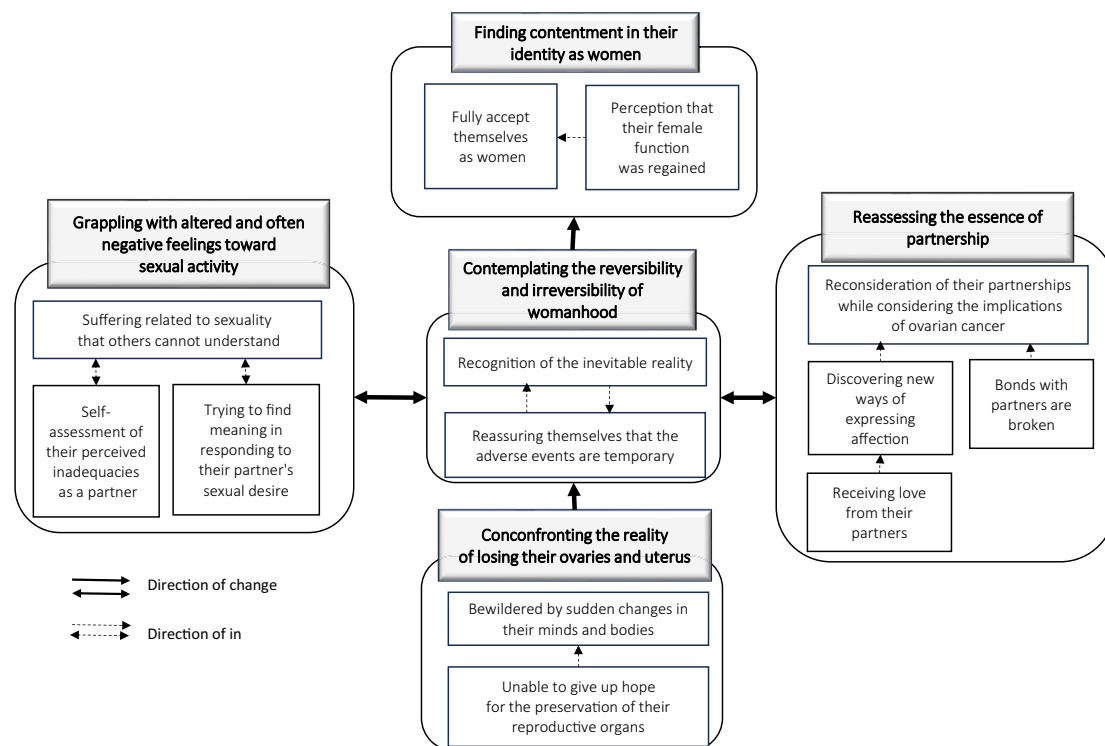 Finding contentment in their
identity as women
Fully accept
themselves
as women
Perception that
their female
function
was regained
Grappling with altered and often
negative feelings toward
sexual activity
Suffering related to sexuality
that others cannot understand
Self-
assessment of
their perceived
inadequacies
as a partner
Trying to find
meaning in
responding to
their partner's
sexual desire
Contemplating the reversibility
and irreversibility of
womanhood
Recognition of the inevitable reality
Reassuring themselves that the
adverse events are temporary
Reassessing the essence of
partnership
Reconsideration of their partnerships
while considering the implications
of ovarian cancer
Discovering new
ways of
expressing
affection
Bonds with
partners are
broken
Receiving love
from their
partners
Conconfronting the reality
of losing their ovaries and uterus
Bewildered by sudden changes in
their minds and bodies
Unable to give up hope
for the preservation of their
reproductive organs
Direction of change
Direction of in